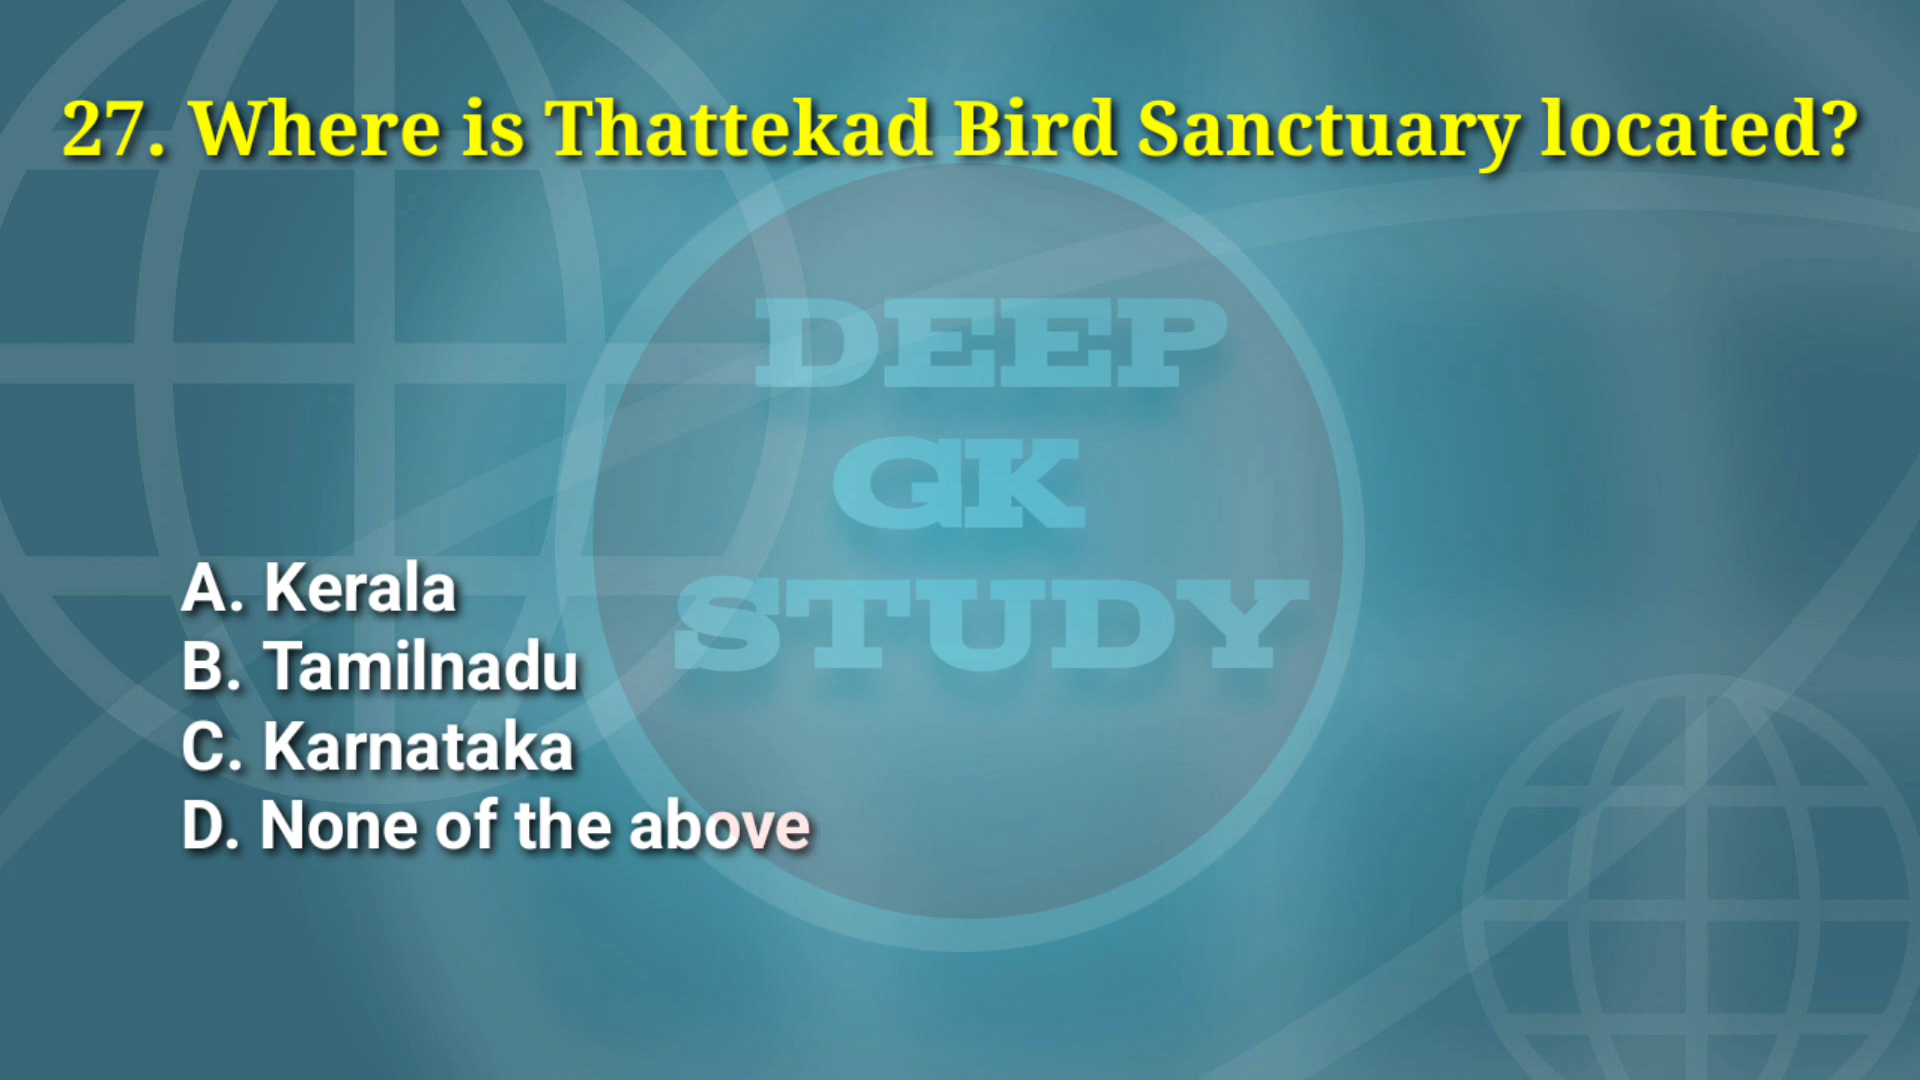 27. Where is Thattekad Bird Sanctuary located?
DEEP
GK
STUDY
A. Kerala
B. Tamilnadu
C. Karnataka
D. None of the above